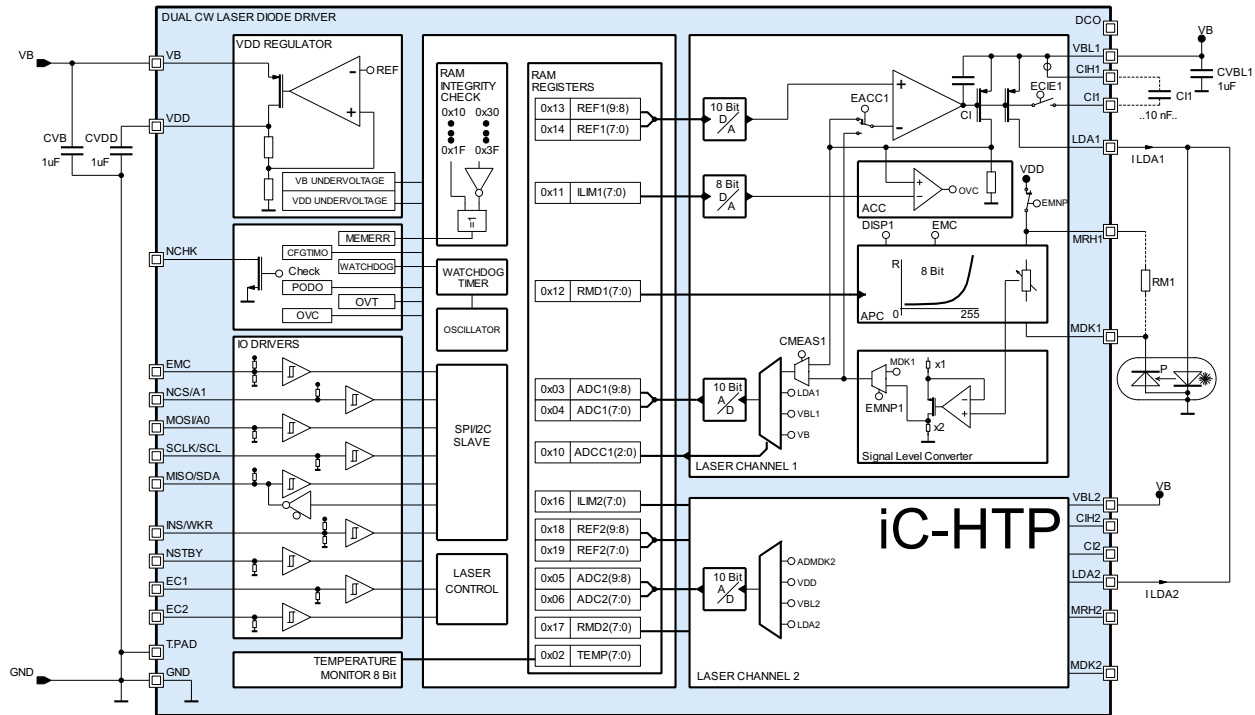 DUAL CW LASER DIODE DRIVER
VB
VB
VDD
CVB
1uF
CVDD
1uF
NCHK
EMC
NCS/A1
MOSI/A0
SCLK/SCL
MISO/SDA
INS/WKR
NSTBY
EC1
EC2
T.PAD
GND
GND
VDD REGULATOR
REF
VB UNDERVOLTAGE
VDD UNDERVOLTAGE
MEMERR
CFGTIMO
Check
WATCHDOG
PODO
OVT
OVC
IO DRIVERS
TEMPERATURE
MONITOR 8 Bit
RAM
INTEGRITY
CHECK
0x10 0x30
0x1F 0x3F
=1
WATCHDOG
TIMER
OSCILLATOR
SPI/I2C
SLAVE
LASER
CONTROL
RAM
REGISTERS
0x13 REF1(9:8)
0x14 REF1(7:0)
0x11 ILIM1(7:0)
0x12 RMD1(7:0)
0x03 ADC1(9:8)
0x04 ADC1(7:0)
0x10 ADCC1(2:0)
0x16 ILIM2(7:0)
0x18 REF2(9:8)
0x19 REF2(7:0)
0x05 ADC2(9:8)
0x06 ADC2(7:0)
0x17 RMD2(7:0)
0x02 TEMP(7:0)
10 Bit
D
A
8 Bit
D
A
10 Bit
A
D
EACC1
CI
ECIE1
OVC
ACC
VDD
EMNP
DISP1
EMC
R
8 Bit
0
255
APC
CMEAS1
LDA1
VBL1
VB
MDK1
EMNP1
x1
x2
Signal Level Converter
LASER CHANNEL 1
iC-HTP
10 Bit
A
D
ADMDK2
VDD
VBL2
LDA2
LASER CHANNEL 2
DCO
VBL1
CIH1
CI1
LDA1
MRH1
MDK1
VBL2
CIH2
CI2
LDA2
MRH2
MDK2
VB
CVBL1
1uF
CI1
..10 nF..
I LDA1
RM1
P
VB
I LDA2